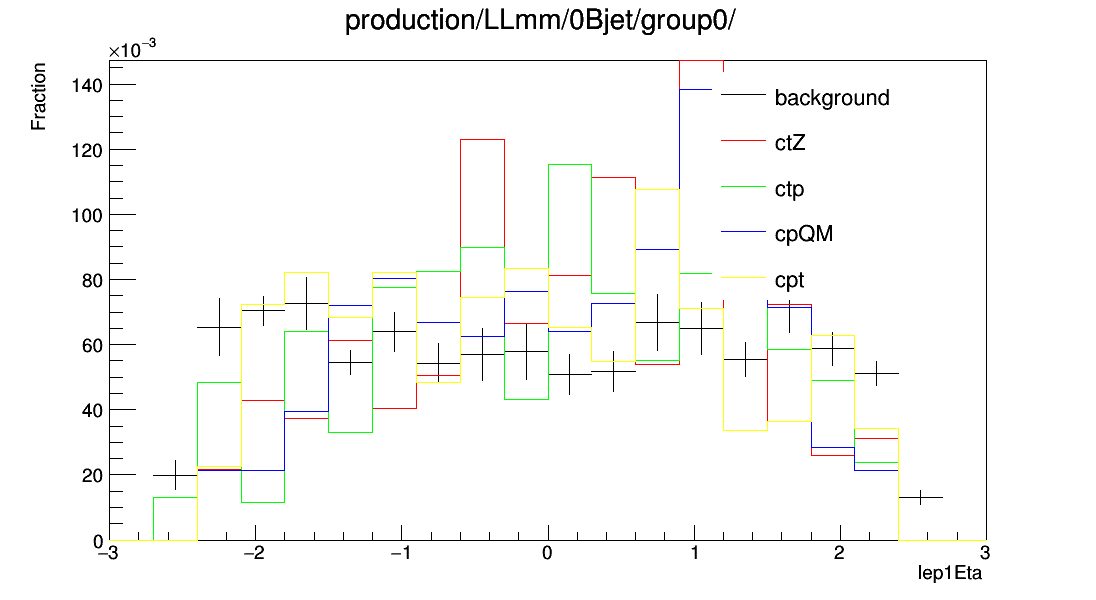 production/LLmm/0Bjet/group0/
×10⁻³
Fraction
140
120
100
80
60
40
20
0
background
ctZ
ctp
cpQM
cpt
−3 −2 −1 0 1 2 3
lep1Eta